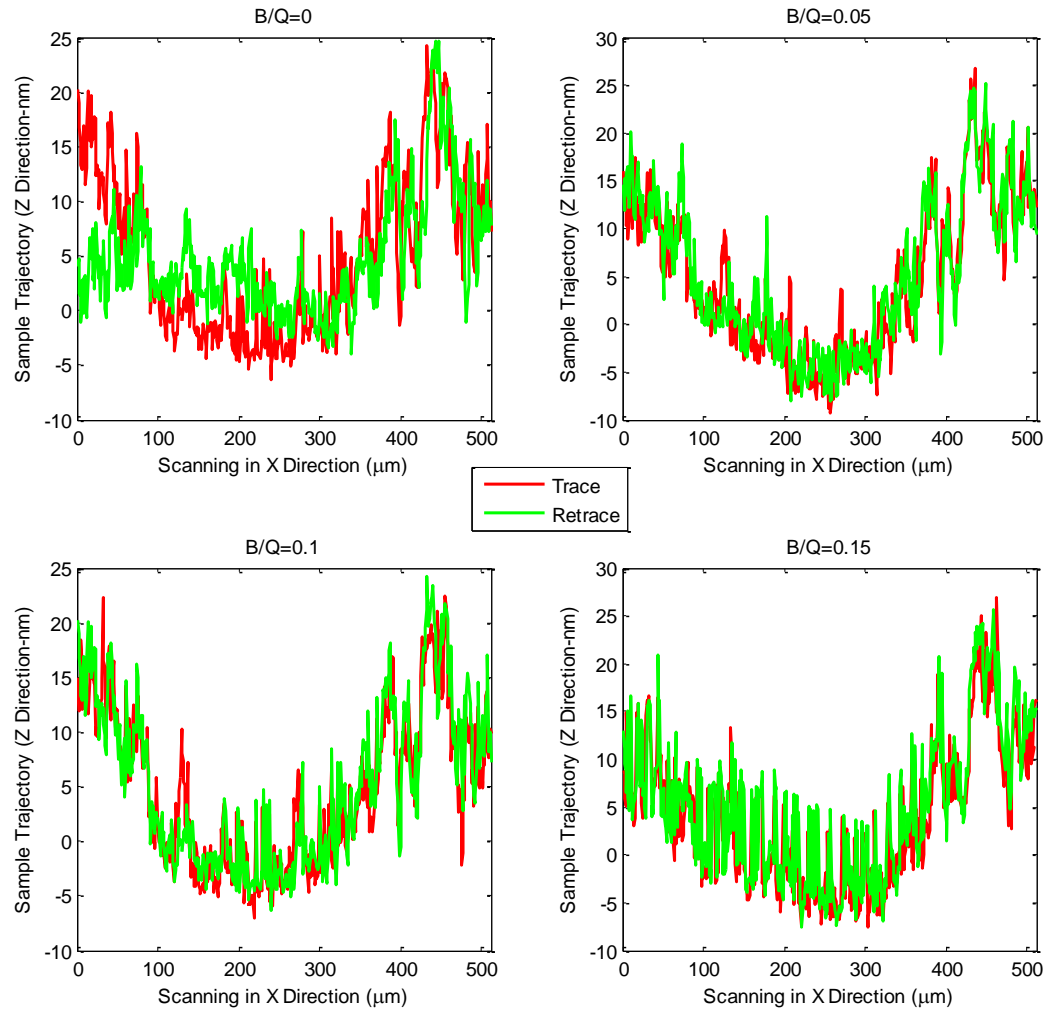 B/Q=0
25
20
15
10
5
0
-5
-10
0 100 200 300 400 500
Scanning in X Direction (μm)
Sample Trajectory (Z Direction-nm)
B/Q=0.05
30
25
20
15
10
5
0
-5
-10
0 100 200 300 400 500
Scanning in X Direction (μm)
Sample Trajectory (Z Direction-nm)
Trace
Retrace
B/Q=0.1
25
20
15
10
5
0
-5
-10
0 100 200 300 400 500
Scanning in X Direction (μm)
Sample Trajectory (Z Direction-nm)
B/Q=0.15
30
25
20
15
10
5
0
-5
-10
0 100 200 300 400 500
Scanning in X Direction (μm)
Sample Trajectory (Z Direction-nm)